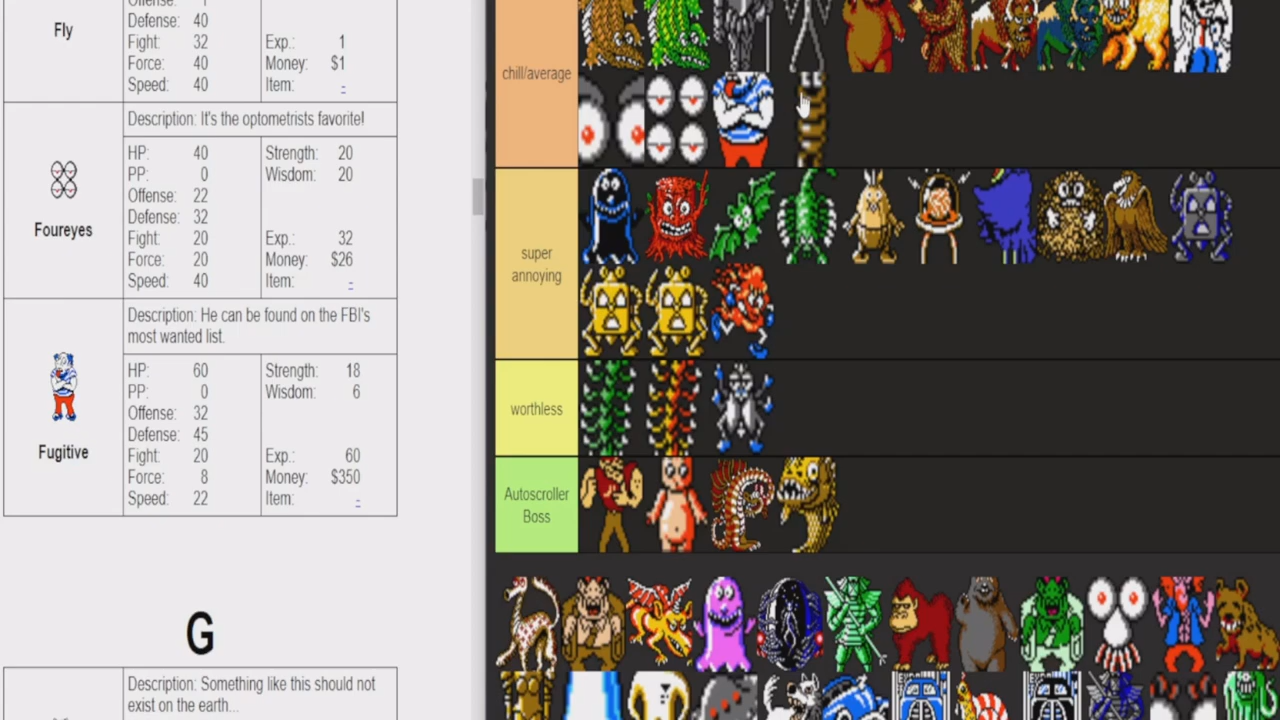 Fly
Defense: 40
Fight: 32
Force: 40
Speed: 40
Exp.: 1
Money: $1
Item: -
Description: It's the optometrists favorite!
Foureyes
HP: 40
PP: 0
Offense: 22
Defense: 32
Fight: 20
Force: 20
Speed: 40
Strength: 20
Wisdom: 20
Exp.: 32
Money: $26
Item: -
Description: He can be found on the FBI's
most wanted list.
Fugitive
HP: 60
PP: 0
Offense: 32
Defense: 45
Fight: 20
Force: 8
Speed: 22
Strength: 18
Wisdom: 6
Exp.: 60
Money: $350
Item: -
G
Description: Something like this should not
exist on the earth...
chill/average
super
annoying
worthless
Autoscroller
Boss